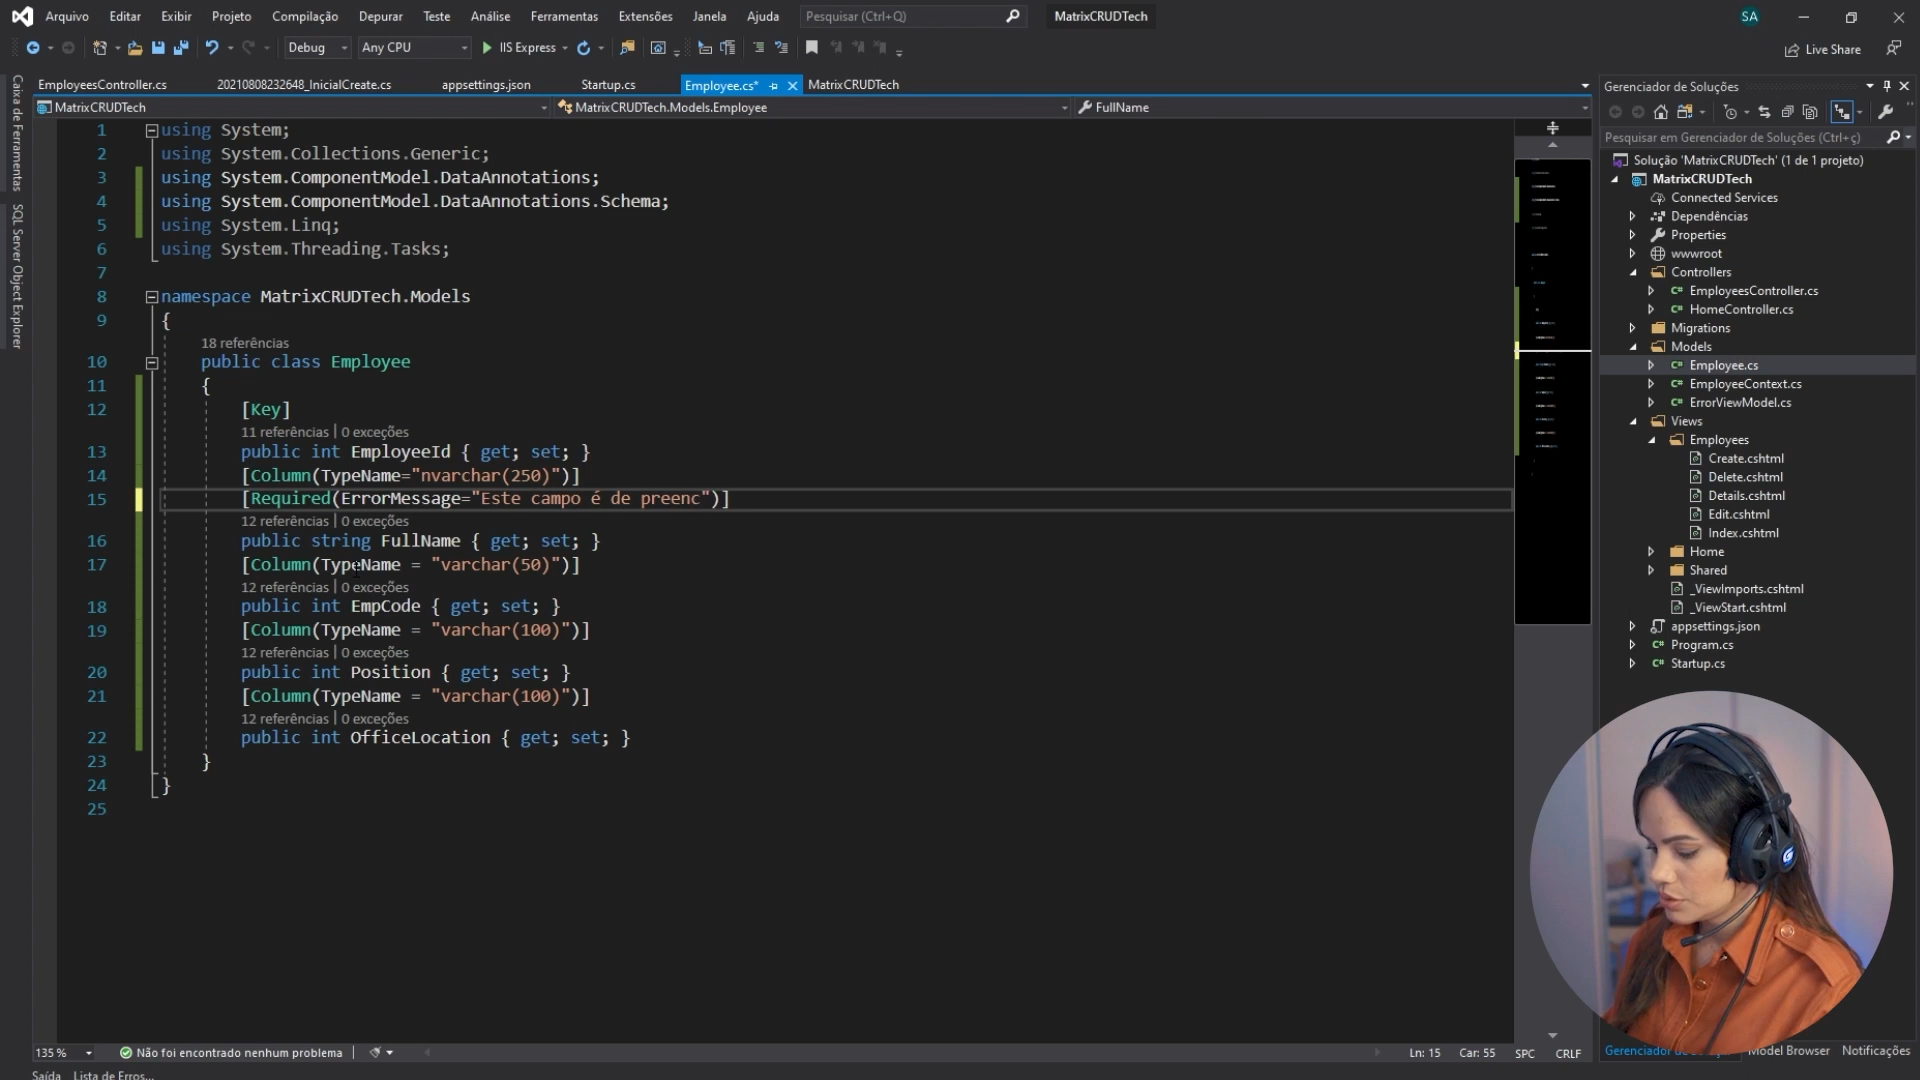 Arquivo Editar Exibir Projeto Compilação Depurar Teste Análise Ferramentas Extensões Janela Ajuda Pesquisar (Ctrl+Q) MatrixCRUDTech SA
Debug Any CPU IIS Express Live Share
EmployeesController.cs 20210808232648_InicialCreate.cs appsettings.json Startup.cs Employee.cs* MatrixCRUDTech
MatrixCRUDTech MatrixCRUDTech.Models.Employee FullName
Caixa de Ferramentas
SQL Server Object Explorer
1 using System;
2 using System.Collections.Generic;
3 using System.ComponentModel.DataAnnotations;
4 using System.ComponentModel.DataAnnotations.Schema;
5 using System.Linq;
6 using System.Threading.Tasks;
7
8 namespace MatrixCRUDTech.Models
9 {
18 referências
10 public class Employee
11 {
12 [Key]
11 referências | 0 exceções
13 public int EmployeeId { get; set; }
14 [Column(TypeName="nvarchar(250)")]
15 [Required(ErrorMessage="Este campo é de preenc")]
12 referências | 0 exceções
16 public string FullName { get; set; }
17 [Column(TypeName = "varchar(50)")]
12 referências | 0 exceções
18 public int EmpCode { get; set; }
19 [Column(TypeName = "varchar(100)")]
12 referências | 0 exceções
20 public int Position { get; set; }
21 [Column(TypeName = "varchar(100)")]
12 referências | 0 exceções
22 public int OfficeLocation { get; set; }
23 }
24 }
25
Gerenciador de Soluções
Pesquisar em Gerenciador de Soluções (Ctrl+ç)
Solução 'MatrixCRUDTech' (1 de 1 projeto)
MatrixCRUDTech
Connected Services
Dependências
Properties
wwwroot
Controllers
C# EmployeesController.cs
C# HomeController.cs
Migrations
Models
C# Employee.cs
C# EmployeeContext.cs
C# ErrorViewModel.cs
Views
Employees
Create.cshtml
Delete.cshtml
Details.cshtml
Edit.cshtml
Index.cshtml
Home
Shared
_ViewImports.cshtml
_ViewStart.cshtml
appsettings.json
C# Program.cs
C# Startup.cs
135 % Não foi encontrado nenhum problema Ln: 15 Car: 55 SPC CRLF
Gerenciador Model Browser Notificações
Saída Lista de Erros...